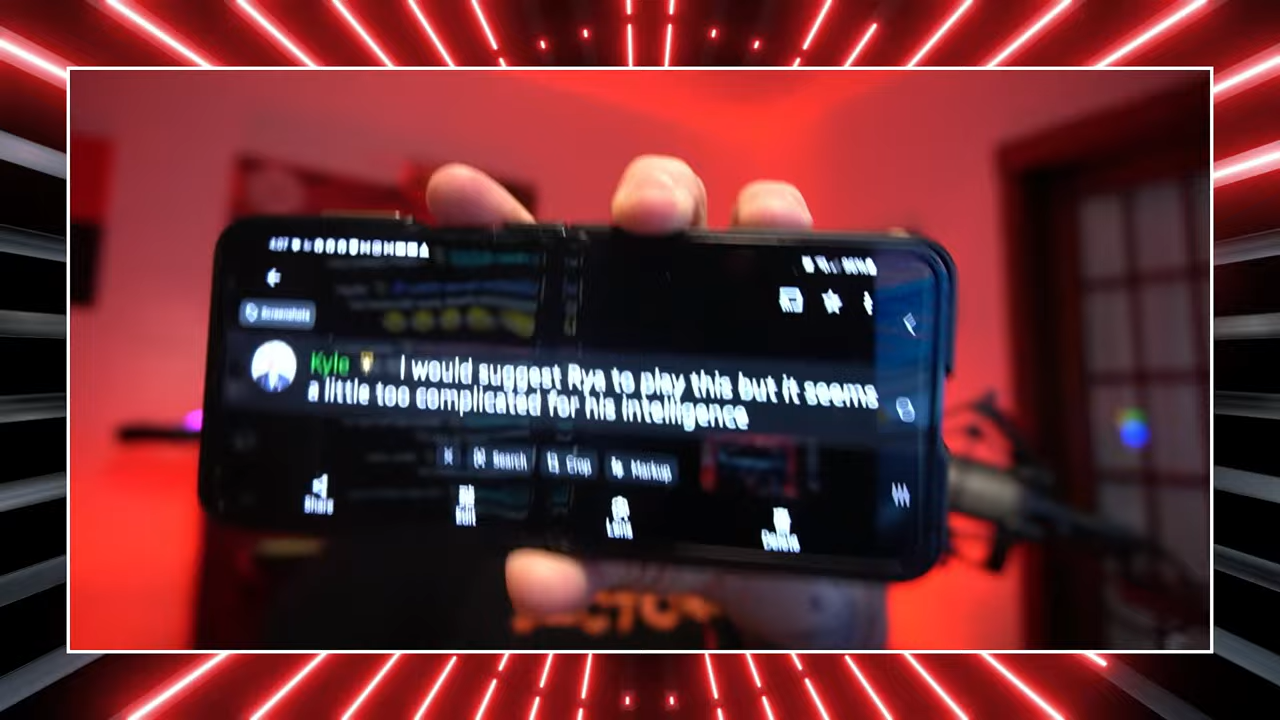 Screenshots
Kyle I would suggest Rya to play this but it seems
a little too complicated for his intelligence
Search Crop Markup
Share Edit Lens Delete